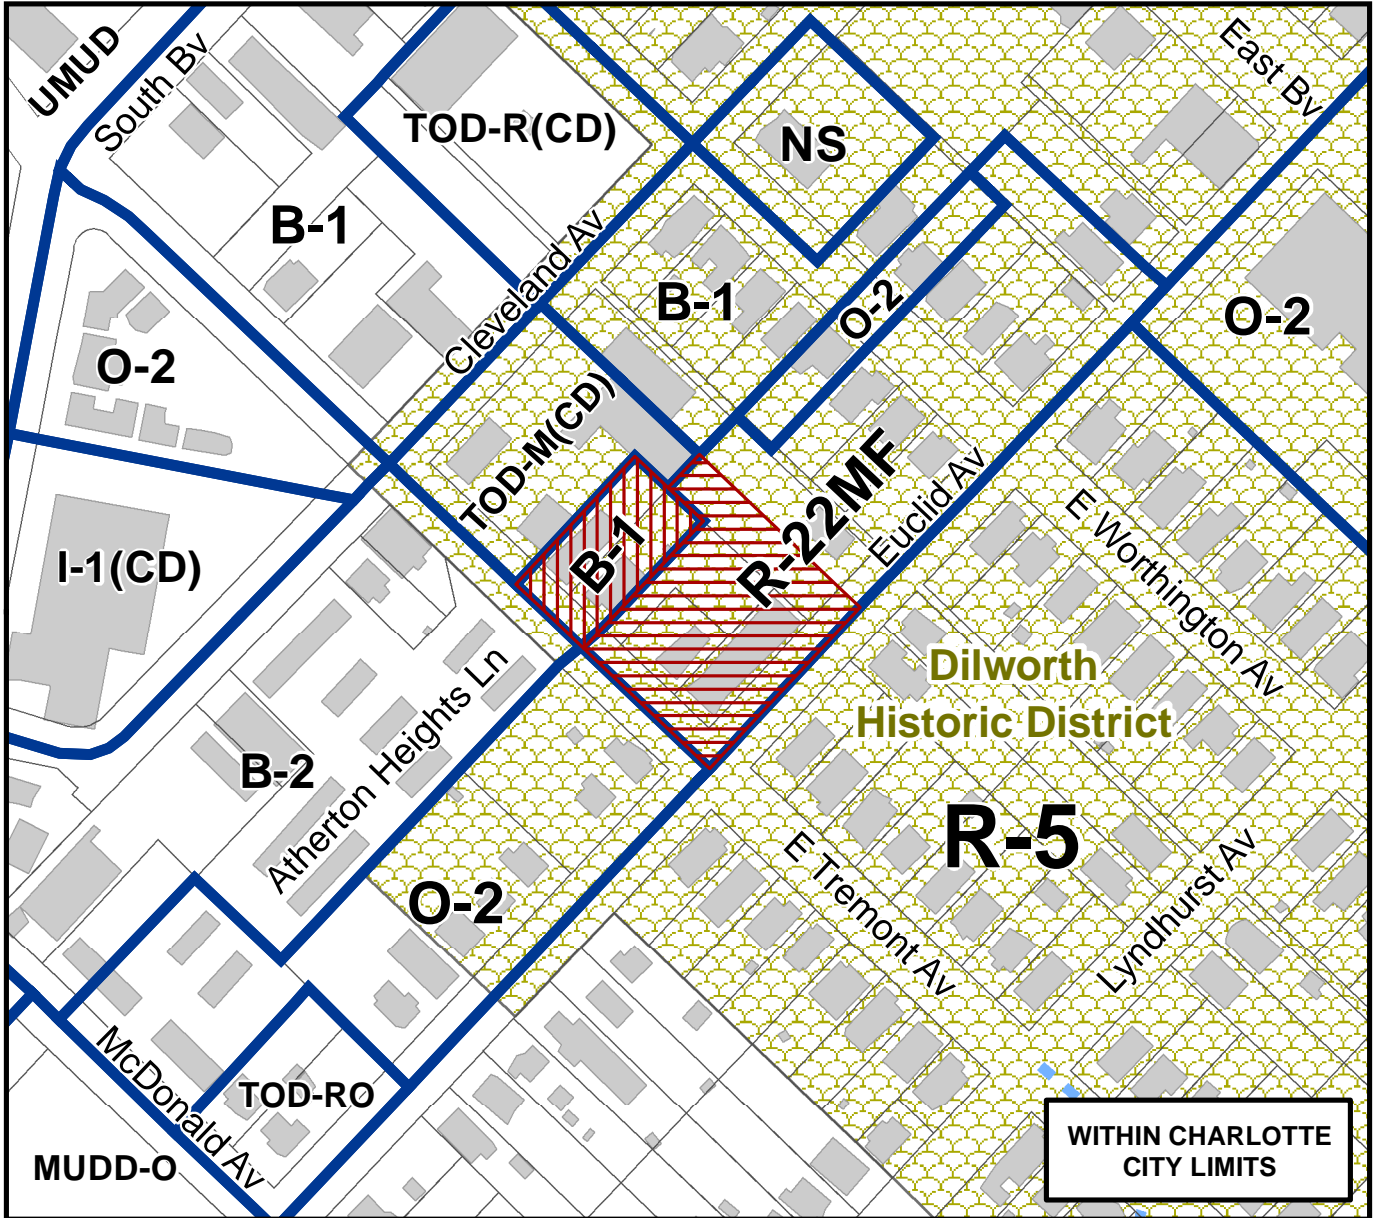 UMUD
South Bv
TOD-R(CD)
NS
East Bv
B-1
Cleveland Av
B-1
O-2
O-2
O-2
TOD-M(CD)
B-1
R-22MF
Euclid Av
E Worthington Av
I-1(CD)
Dilworth
Historic District
Atherton Heights Ln
B-2
R-5
E Tremont Av
Lyndhurst Av
O-2
McDonald Av
TOD-RO
MUDD-O
WITHIN CHARLOTTE
CITY LIMITS